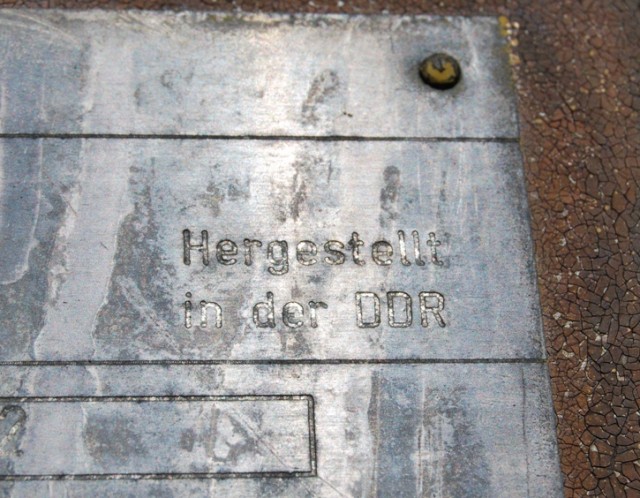 Hergestellt
in der DDR